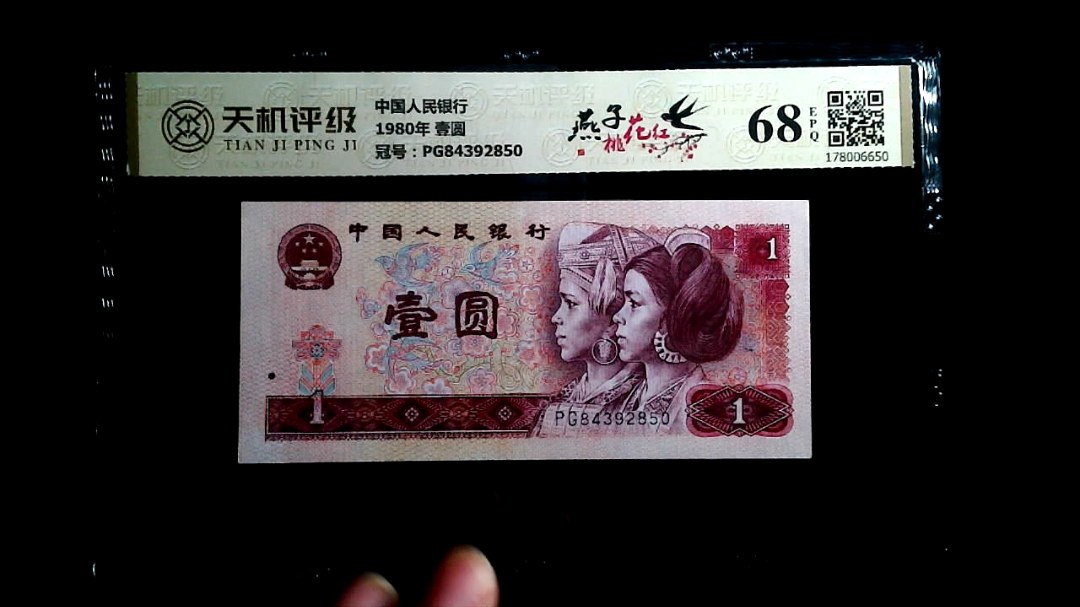 天机评级
TIAN JI PING JI
中国人民银行
1980年 壹圆
冠号：PG84392850
燕子
桃花红
68
EPQ
178006650
中国人民银行
1
壹圆
1
PG84392850
1